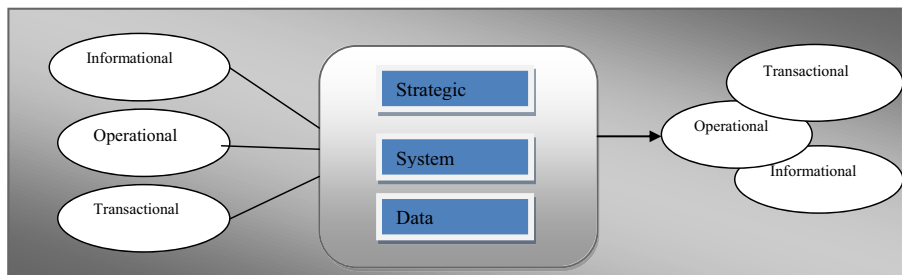 Informational
Operational
Transactional
Strategic
System
Data
Transactional
Operational
Informational